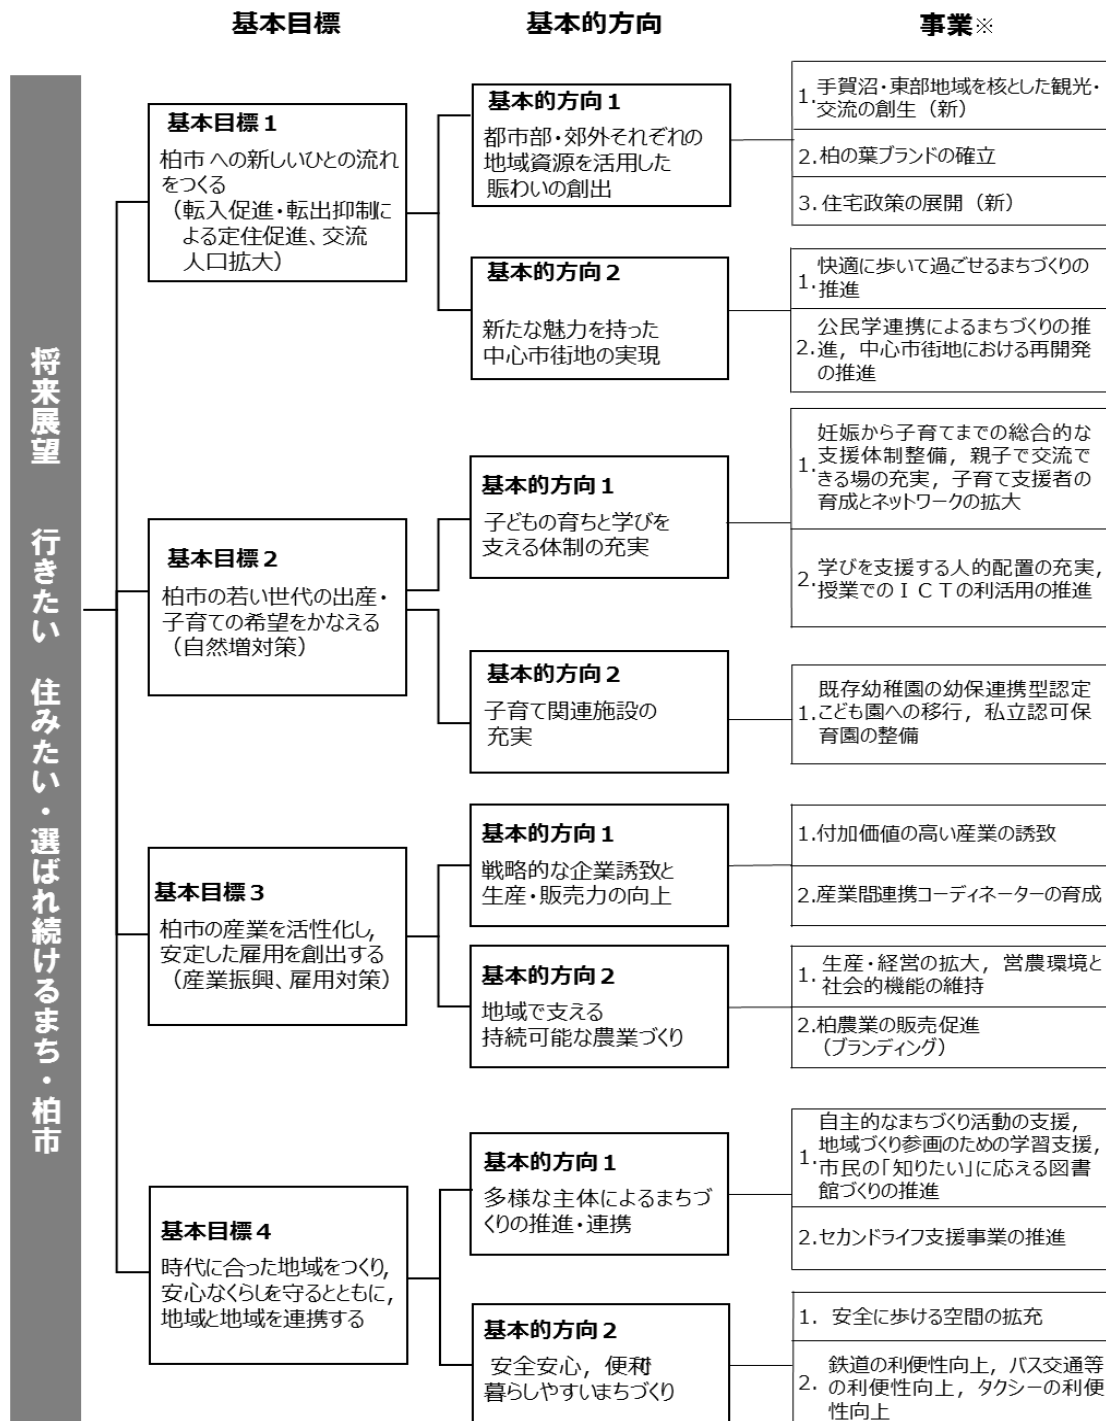 基本目標
基本的方向
事業※
将来展望 行きたい 住みたい・選ばれ続けるまち・柏市
基本目標1
柏市 への新しいひとの流れ
をつくる
（転入促進・転出抑制に
よる定住促進、交流
人口拡大）
基本的方向1
都市部・郊外それぞれの
地域資源を活用した
賑わいの創出
1.手賀沼・東部地域を核とした観光・
交流の創生（新）
2.柏の葉ブランドの確立
3.住宅政策の展開（新）
基本的方向2
新たな魅力を持った
中心市街地の実現
1.快適に歩いて過ごせるまちづくりの
推進
2.公民学連携によるまちづくりの推
進，中心市街地における再開発
の推進
基本目標2
柏市の若い世代の出産・
子育ての希望をかなえる
（自然増対策）
基本的方向1
子どもの育ちと学びを
支える体制の充実
1.妊娠から子育てまでの総合的な
支援体制整備，親子で交流で
きる場の充実，子育て支援者の
育成とネットワークの拡大
2.学びを支援する人的配置の充実，
授業でのＩＣＴの利活用の推進
基本的方向2
子育て関連施設の
充実
1.既存幼稚園の幼保連携型認定
こども園への移行，私立認可保
育園の整備
基本目標3
柏市の産業を活性化し，
安定した雇用を創出する
（産業振興、雇用対策）
基本的方向1
戦略的な企業誘致と
生産・販売力の向上
1.付加価値の高い産業の誘致
2.産業間連携コーディネーターの育成
基本的方向2
地域で支える
持続可能な農業づくり
1.生産・経営の拡大，営農環境と
社会的機能の維持
2.柏農業の販売促進
（ブランディング）
基本目標4
時代に合った地域をつくり，
安心なくらしを守るとともに，
地域と地域を連携する
基本的方向1
多様な主体によるまちづ
くりの推進・連携
1.自主的なまちづくり活動の支援，
地域づくり参画のための学習支援，
市民の「知りたい」に応える図書
館づくりの推進
2.セカンドライフ支援事業の推進
基本的方向2
安全安心，便利で
暮らしやすいまちづくり
1. 安全に歩ける空間の拡充
2.鉄道の利便性向上，バス交通等
の利便性向上，タクシーの利便
性向上